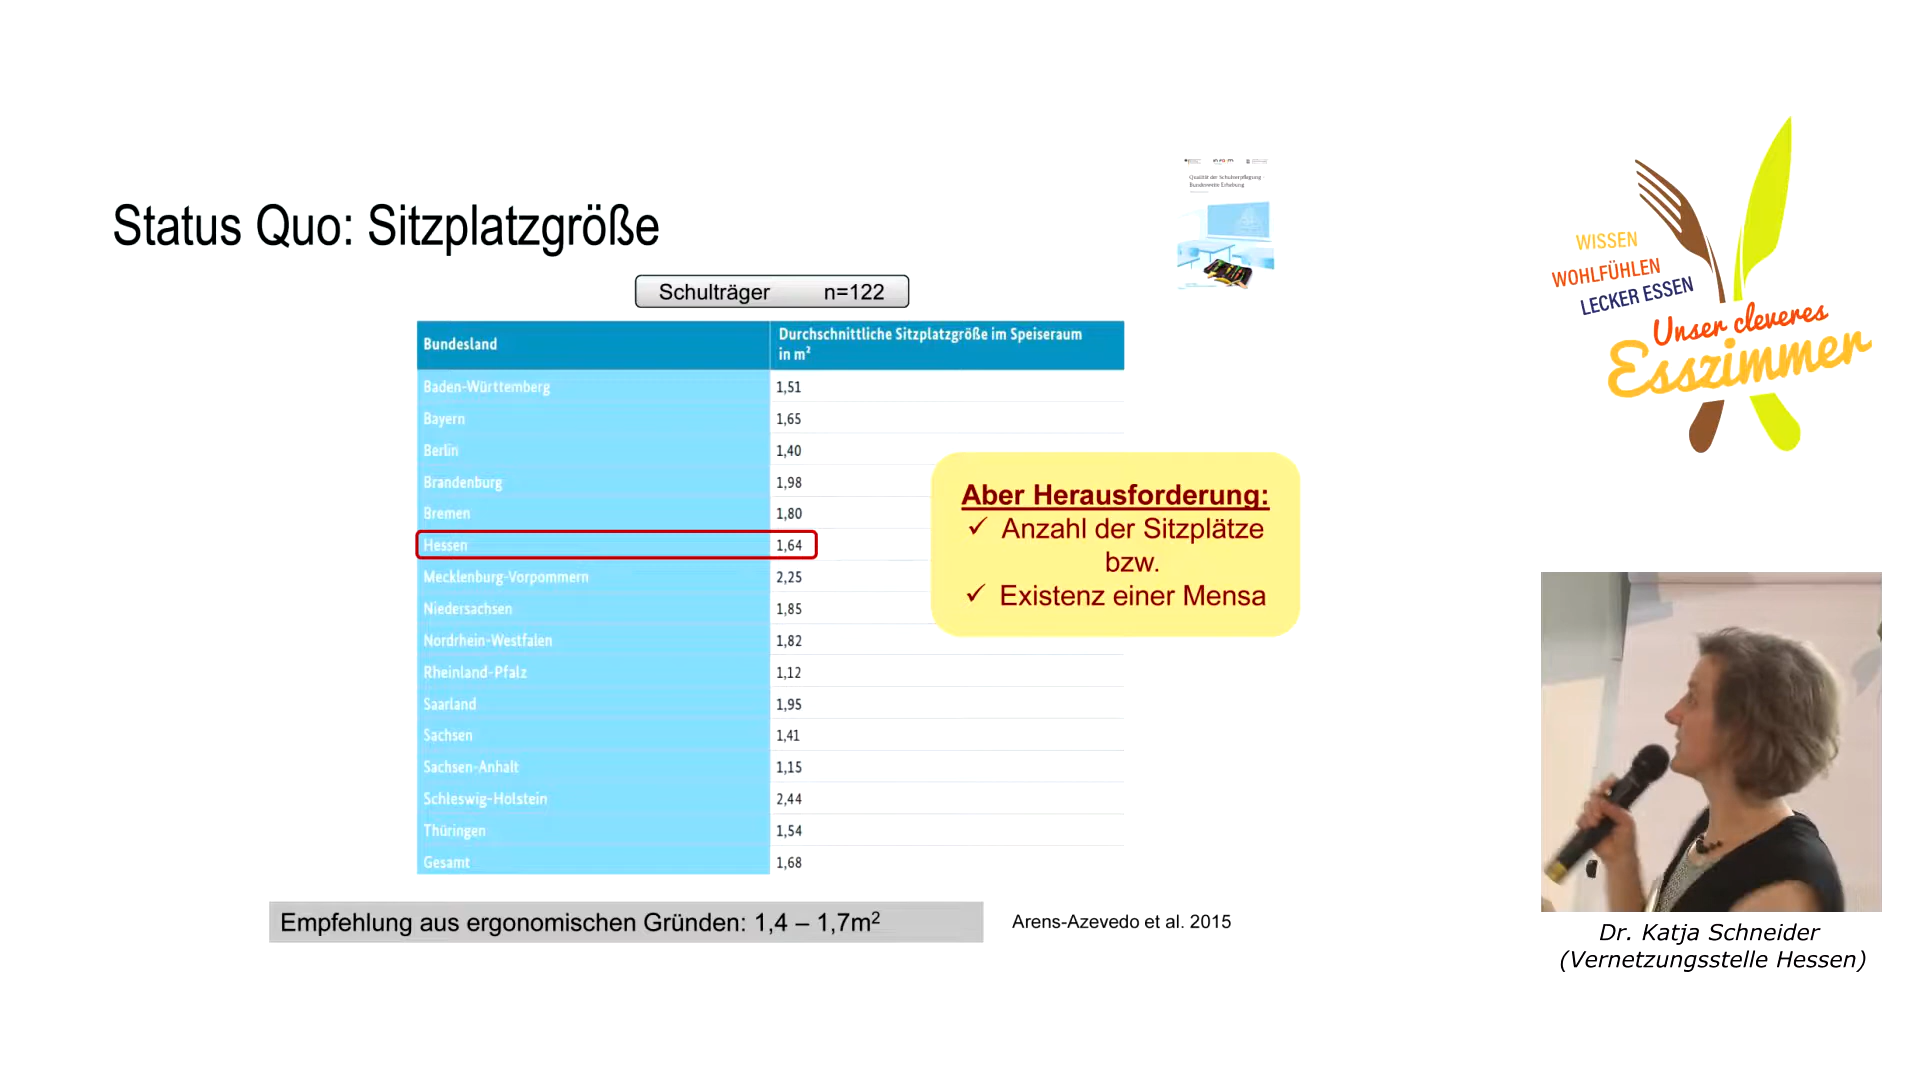 Qualität der Schulverpflegung -
Bundesweite Erhebung
Status Quo: Sitzplatzgröße
Schulträger n=122
Bundesland Durchschnittliche Sitzplatzgröße im Speiseraum
in m²
Baden-Württemberg 1,51
Bayern 1,65
Berlin 1,40
Brandenburg 1,98
Bremen 1,80
Hessen 1,64
Mecklenburg-Vorpommern 2,25
Niedersachsen 1,85
Nordrhein-Westfalen 1,82
Rheinland-Pfalz 1,12
Saarland 1,95
Sachsen 1,41
Sachsen-Anhalt 1,15
Schleswig-Holstein 2,44
Thüringen 1,54
Gesamt 1,68
Aber Herausforderung:
✓ Anzahl der Sitzplätze
bzw.
✓ Existenz einer Mensa
Empfehlung aus ergonomischen Gründen: 1,4 – 1,7m²
Arens-Azevedo et al. 2015
WISSEN
WOHLFÜHLEN
LECKER ESSEN
Unser cleveres
Esszimmer
Dr. Katja Schneider
(Vernetzungsstelle Hessen)